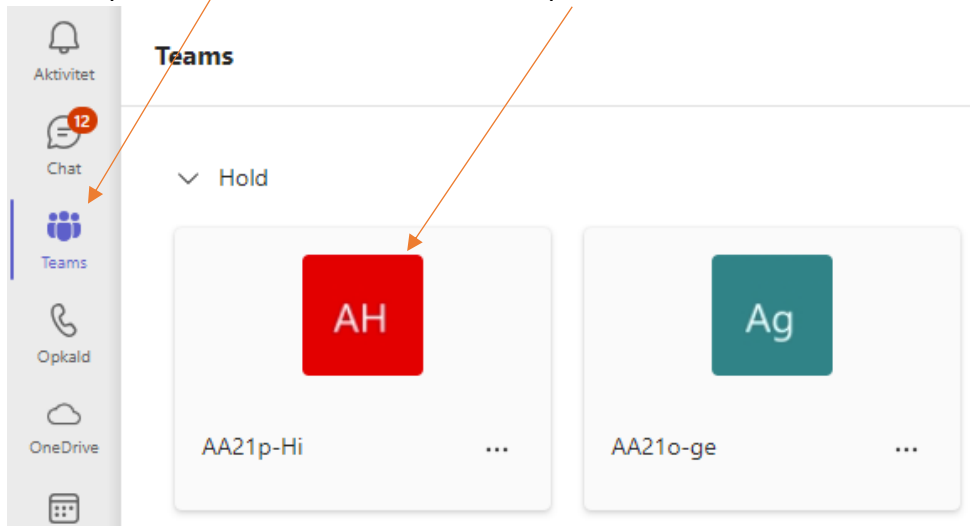 Aktivitet
Teams
12
Chat
Hold
Teams
AH
Ag
Opkald
OneDrive
AA21p-Hi ...
AA21o-ge ...